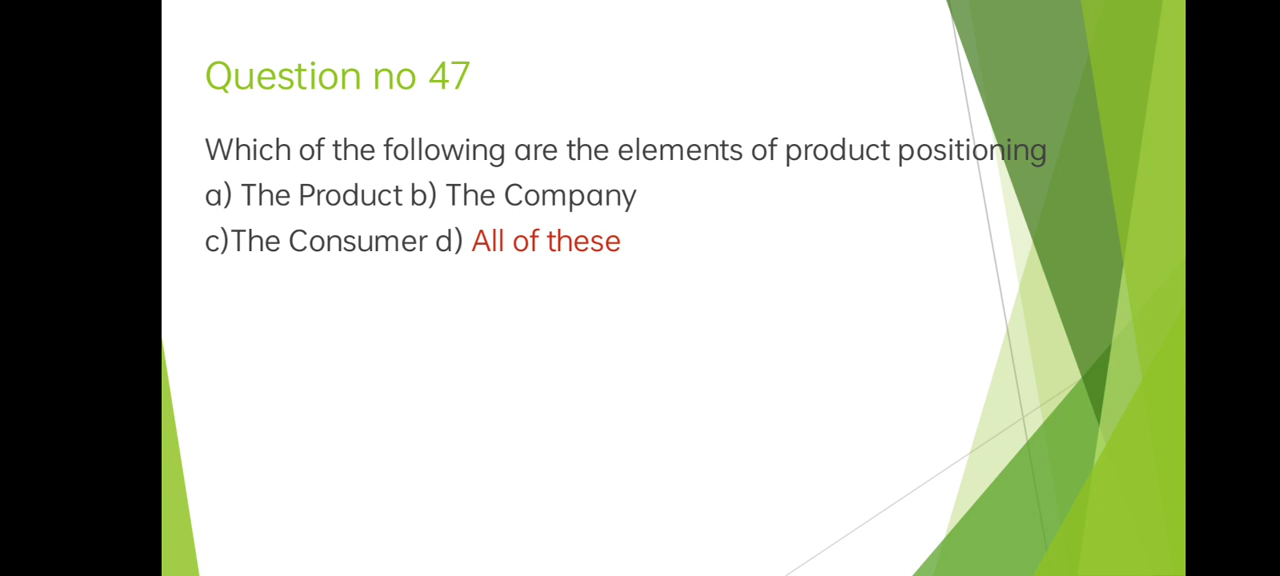 Question no 47
Which of the following are the elements of product positioning
a) The Product b) The Company
c)The Consumer d) All of these